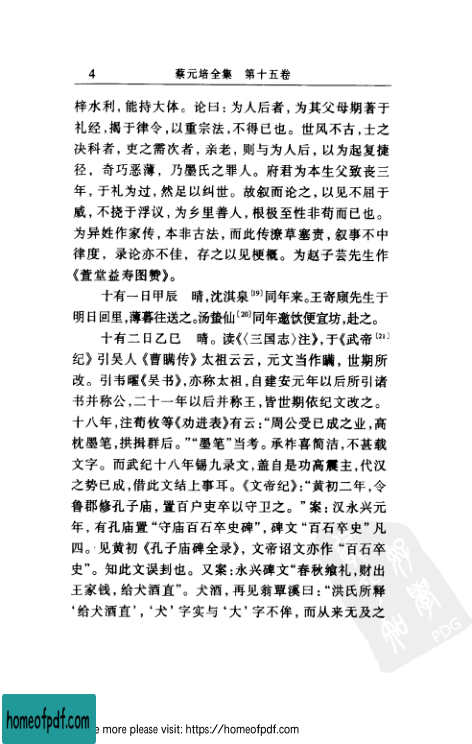 4 蔡元培全集 第十五卷
梓水利，能持大体。论曰：为人后者，为其父母期著于
礼经，揭于律令，以重宗法，不得已也。世风不古，士之
决科者，吏之需次者，亲老，则与为人后，以为起复捷
径，奇巧恶薄，乃墨氏之罪人。府君为本生父致丧三
年，于礼为过，然足以纠世。故叙而论之，以见不屈于
威，不挠于浮议，为乡里善人，根极至性非苟而已也。
为异姓作家传，本非古法，而此传潦草塞责，叙事不中
律度，录论亦不佳，存之以见梗概。为赵子芸先生作
《萱堂益寿图赞》。
十有一日甲辰 晴，沈淇泉〔19〕同年来。王寄庼先生于
明日回里，薄暮往送之。汤蛰仙〔20〕同年邀饮便宜坊，赴之。
十有二日乙巳 晴。读《〈三国志〉注》，于《武帝〔21〕
纪》引吴人《曹瞒传》太祖云云，元文当作瞒，世期所
改。引韦曜《吴书》，亦称太祖，自建安元年以后所引诸
书并称公，二十一年以后并称王，皆世期依纪文改之。
十八年，注荀攸等《劝进表》有云：“周公受已成之业，高
枕墨笔，拱揖群后。”“墨笔”当考。承祚喜简洁，不甚载
文字。而武纪十八年锡九录文，盖自是功高震主，代汉
之势已成，借此文结上事耳。《文帝纪》：“黄初二年，令
鲁郡修孔子庙，置百户吏卒以守卫之。”案：汉永兴元
年，有孔庙置“守庙百石卒史碑”，碑文“百石卒史”凡
四。见黄初《孔子庙碑全录》，文帝诏文亦作“百石卒
史”。知此文误刲也。又案：永兴碑文“春秋飨礼，财出
王家钱，给犬酒直”。犬酒，再见翁覃溪曰：“洪氏所释
‘给犬酒直’，‘犬’字实与‘大’字不侔，而从来无及之
PDG
homeofpdf.com
e more please visit: https://homeofpdf.com